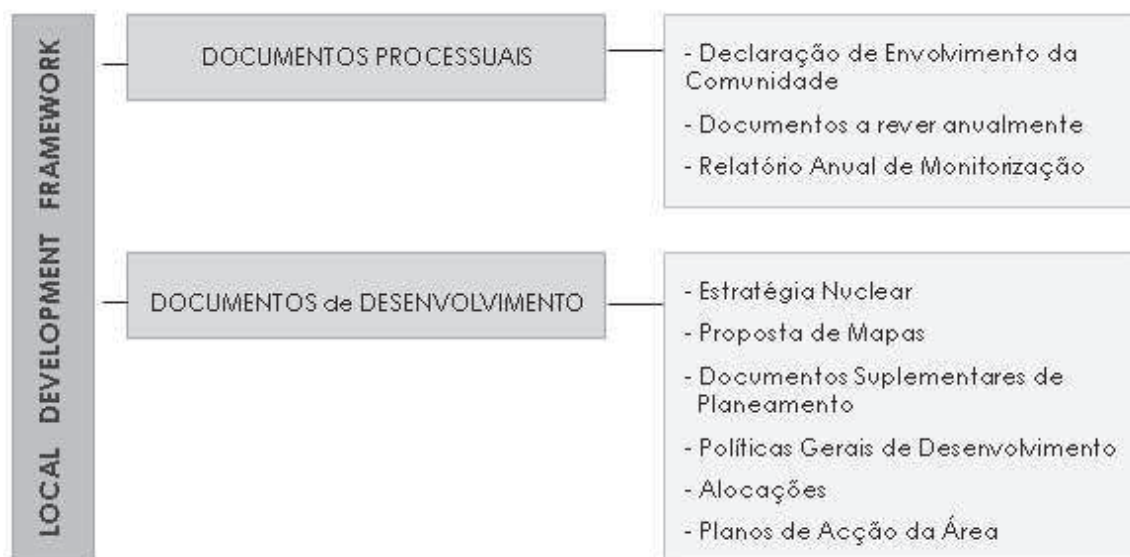 LOCAL DEVELOPMENT FRAMEWORK
DOCUMENTOS PROCESSUAIS
- Declaração de Envolvimento da
Comunidade
- Documentos a rever anualmente
- Relatório Anual de Monitorização
DOCUMENTOS de DESENVOLVIMENTO
- Estratégia Nuclear
- Proposta de Mapas
- Documentos Suplementares de
Planeamento
- Políticas Gerais de Desenvolvimento
- Alocações
- Planos de Acção da Área